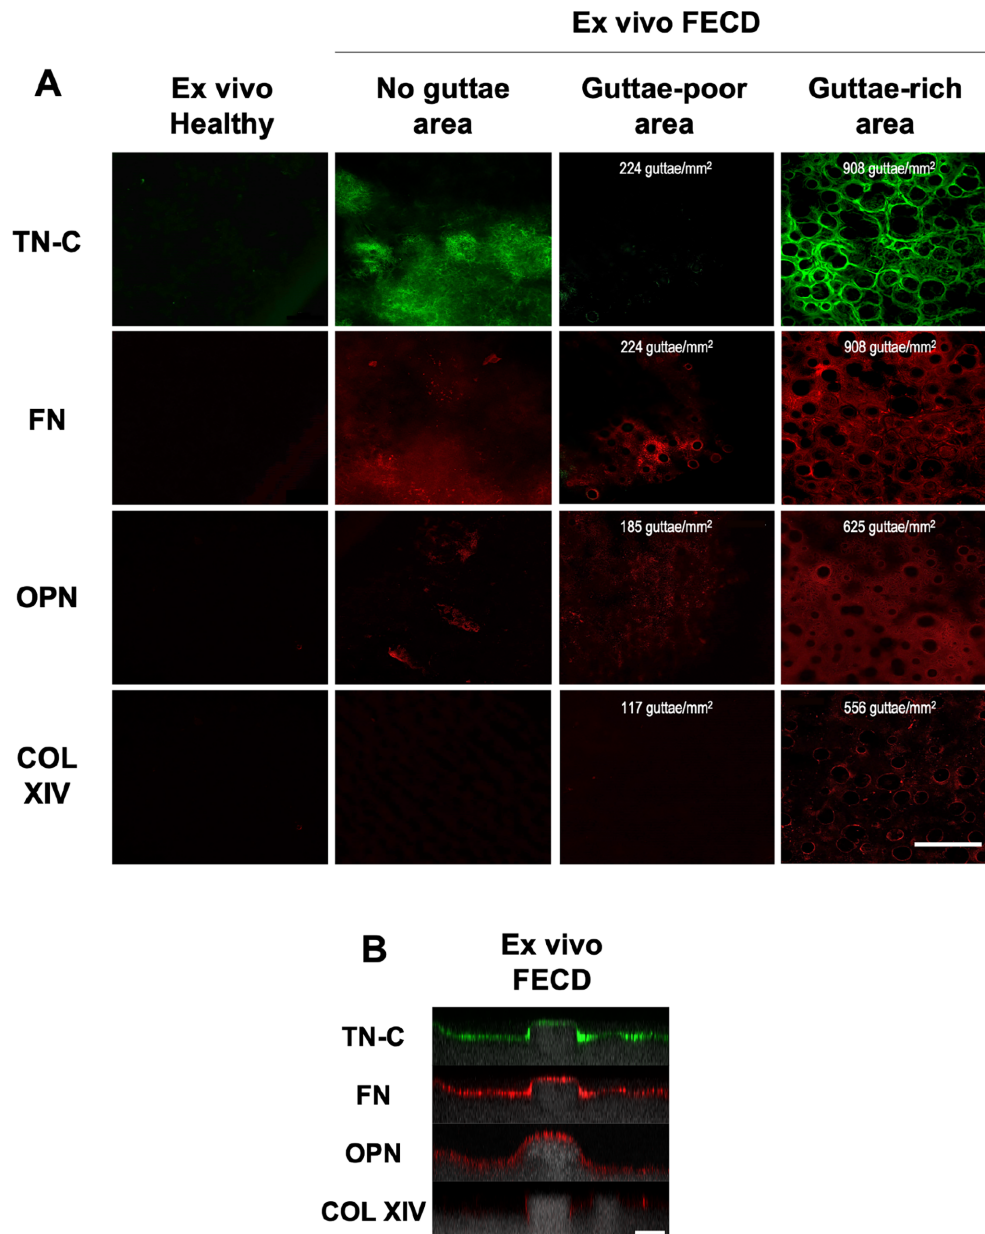 Ex vivo FECD
A
Ex vivo
Healthy
No guttae
area
Guttae-poor
area
Guttae-rich
area
TN-C
224 guttae/mm²
908 guttae/mm²
FN
224 guttae/mm²
908 guttae/mm²
OPN
185 guttae/mm²
625 guttae/mm²
COL
XIV
117 guttae/mm²
556 guttae/mm²
B
Ex vivo
FECD
TN-C
FN
OPN
COL XIV